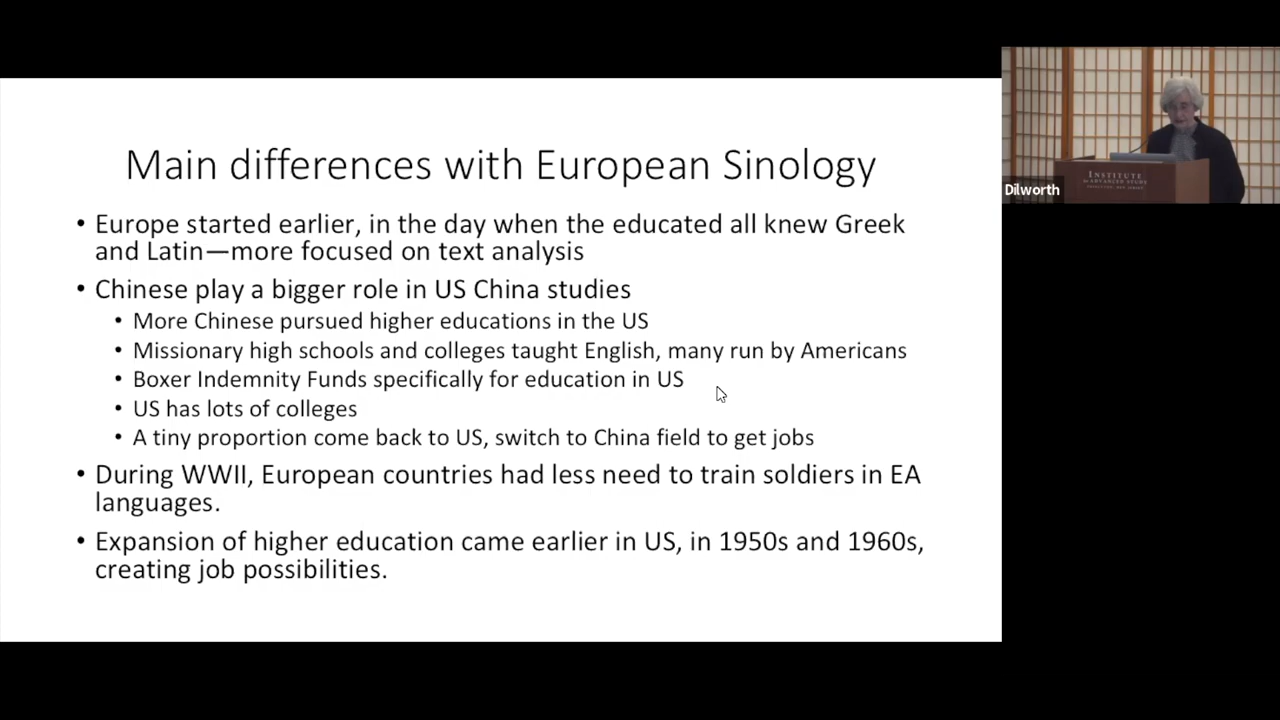 Main differences with European Sinology
• Europe started earlier, in the day when the educated all knew Greek
and Latin—more focused on text analysis
• Chinese play a bigger role in US China studies
• More Chinese pursued higher educations in the US
• Missionary high schools and colleges taught English, many run by Americans
• Boxer Indemnity Funds specifically for education in US
• US has lots of colleges
• A tiny proportion come back to US, switch to China field to get jobs
• During WWII, European countries had less need to train soldiers in EA
languages.
• Expansion of higher education came earlier in US, in 1950s and 1960s,
creating job possibilities.
INSTITUTE
for ADVANCED STUDY
Dilworth